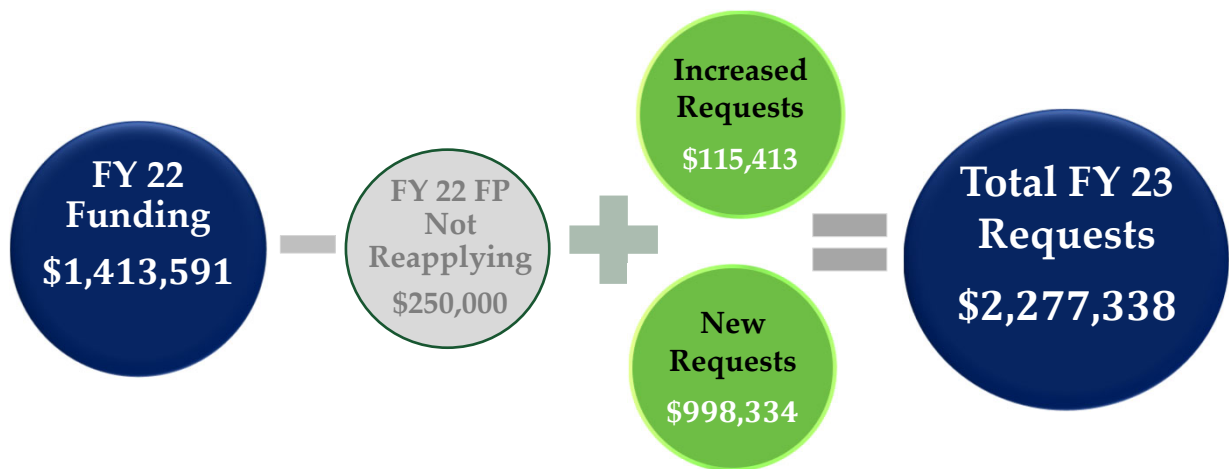 FY 22
Funding
$1,413,591
FY 22 FP
Not
Reapplying
$250,000
Increased
Requests
$115,413
New
Requests
$998,334
Total FY 23
Requests
$2,277,338